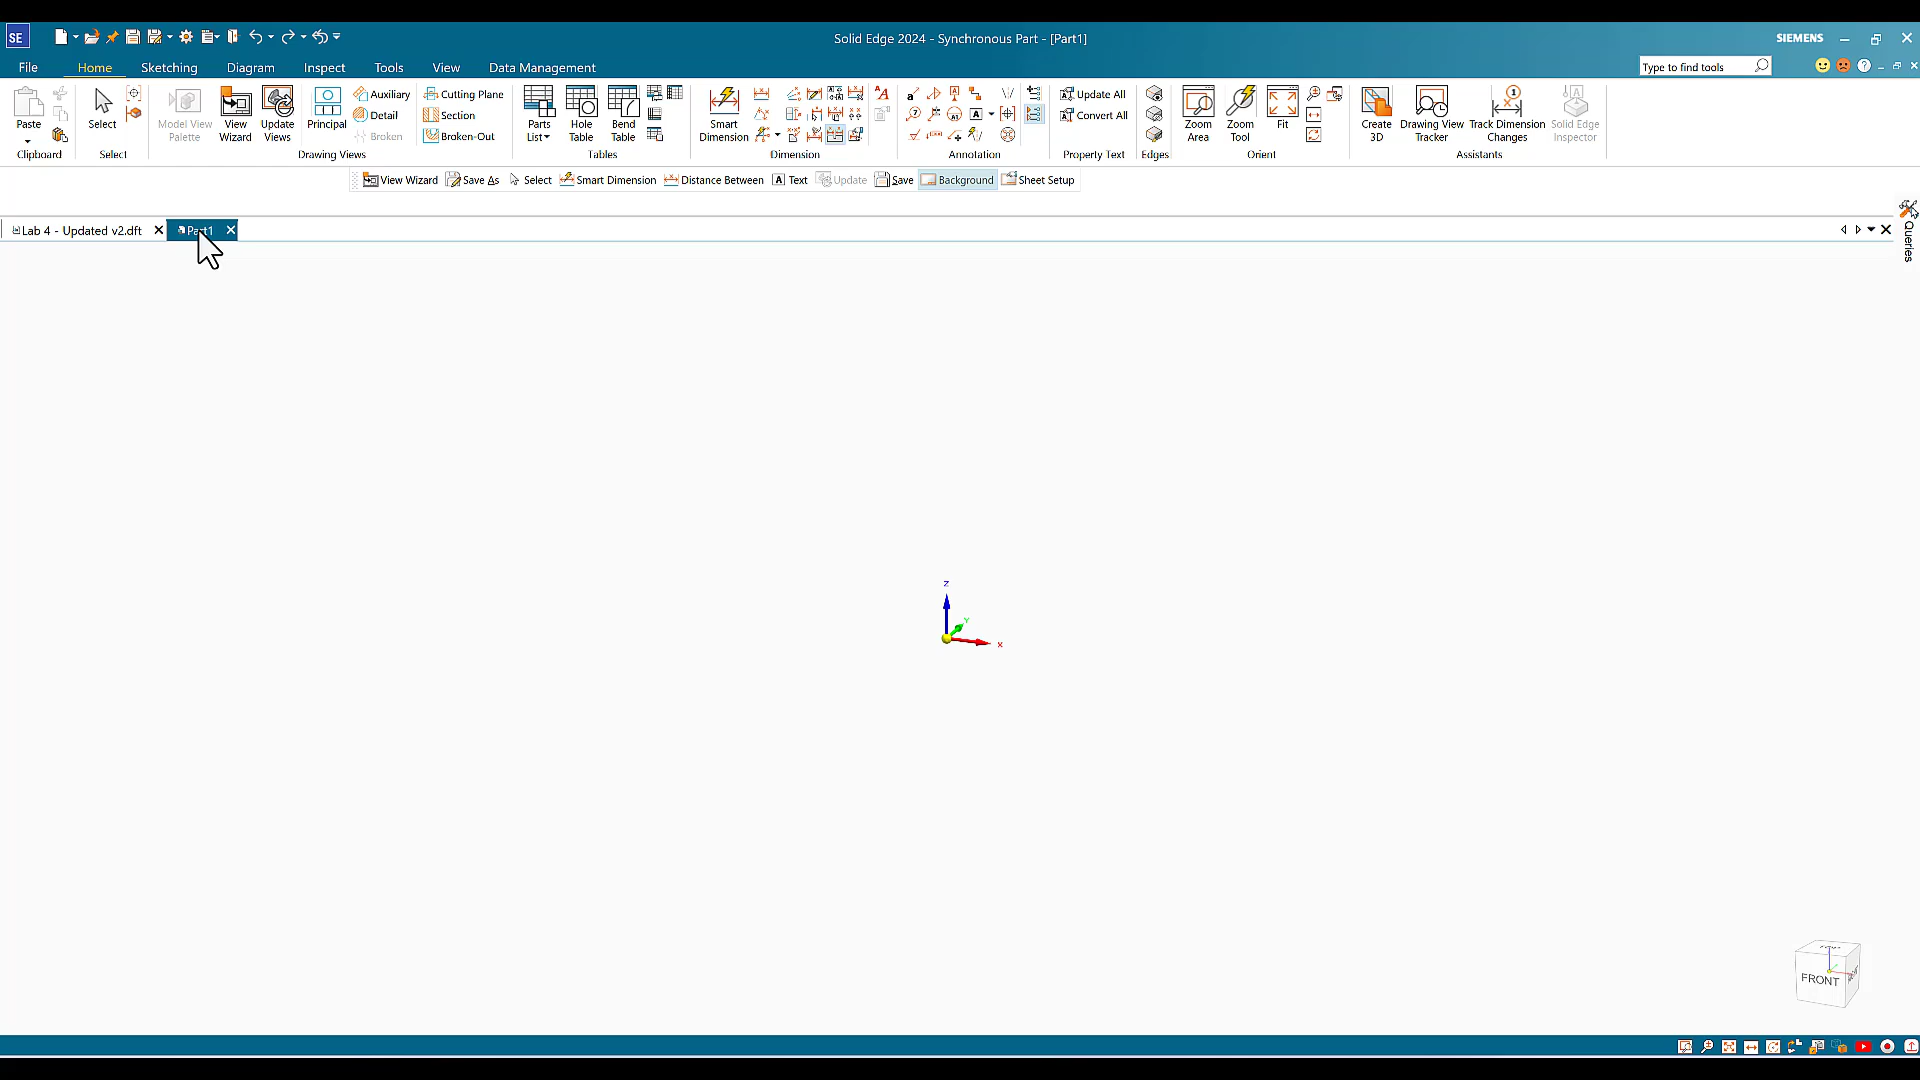 SE
Solid Edge 2024 - Synchronous Part - [Part1]
SIEMENS
File Home Sketching Diagram Inspect Tools View Data Management
Type to find tools
Paste
Clipboard
Select
Select
Model View Palette
View Wizard
Update Views
Principal
Auxiliary
Detail
Broken
Cutting Plane
Section
Broken-Out
Drawing Views
Parts List
Hole Table
Bend Table
Tables
Smart Dimension
Dimension
Annotation
Update All
Convert All
Property Text
Edges
Zoom Area
Zoom Tool
Fit
Orient
Create 3D
Drawing View Tracker
Track Dimension Changes
Solid Edge Inspector
Assistants
View Wizard Save As Select Smart Dimension Distance Between Text Update Save Background Sheet Setup
Lab 4 - Updated v2.dft Part1
Queries
Z
Y
X
FRONT